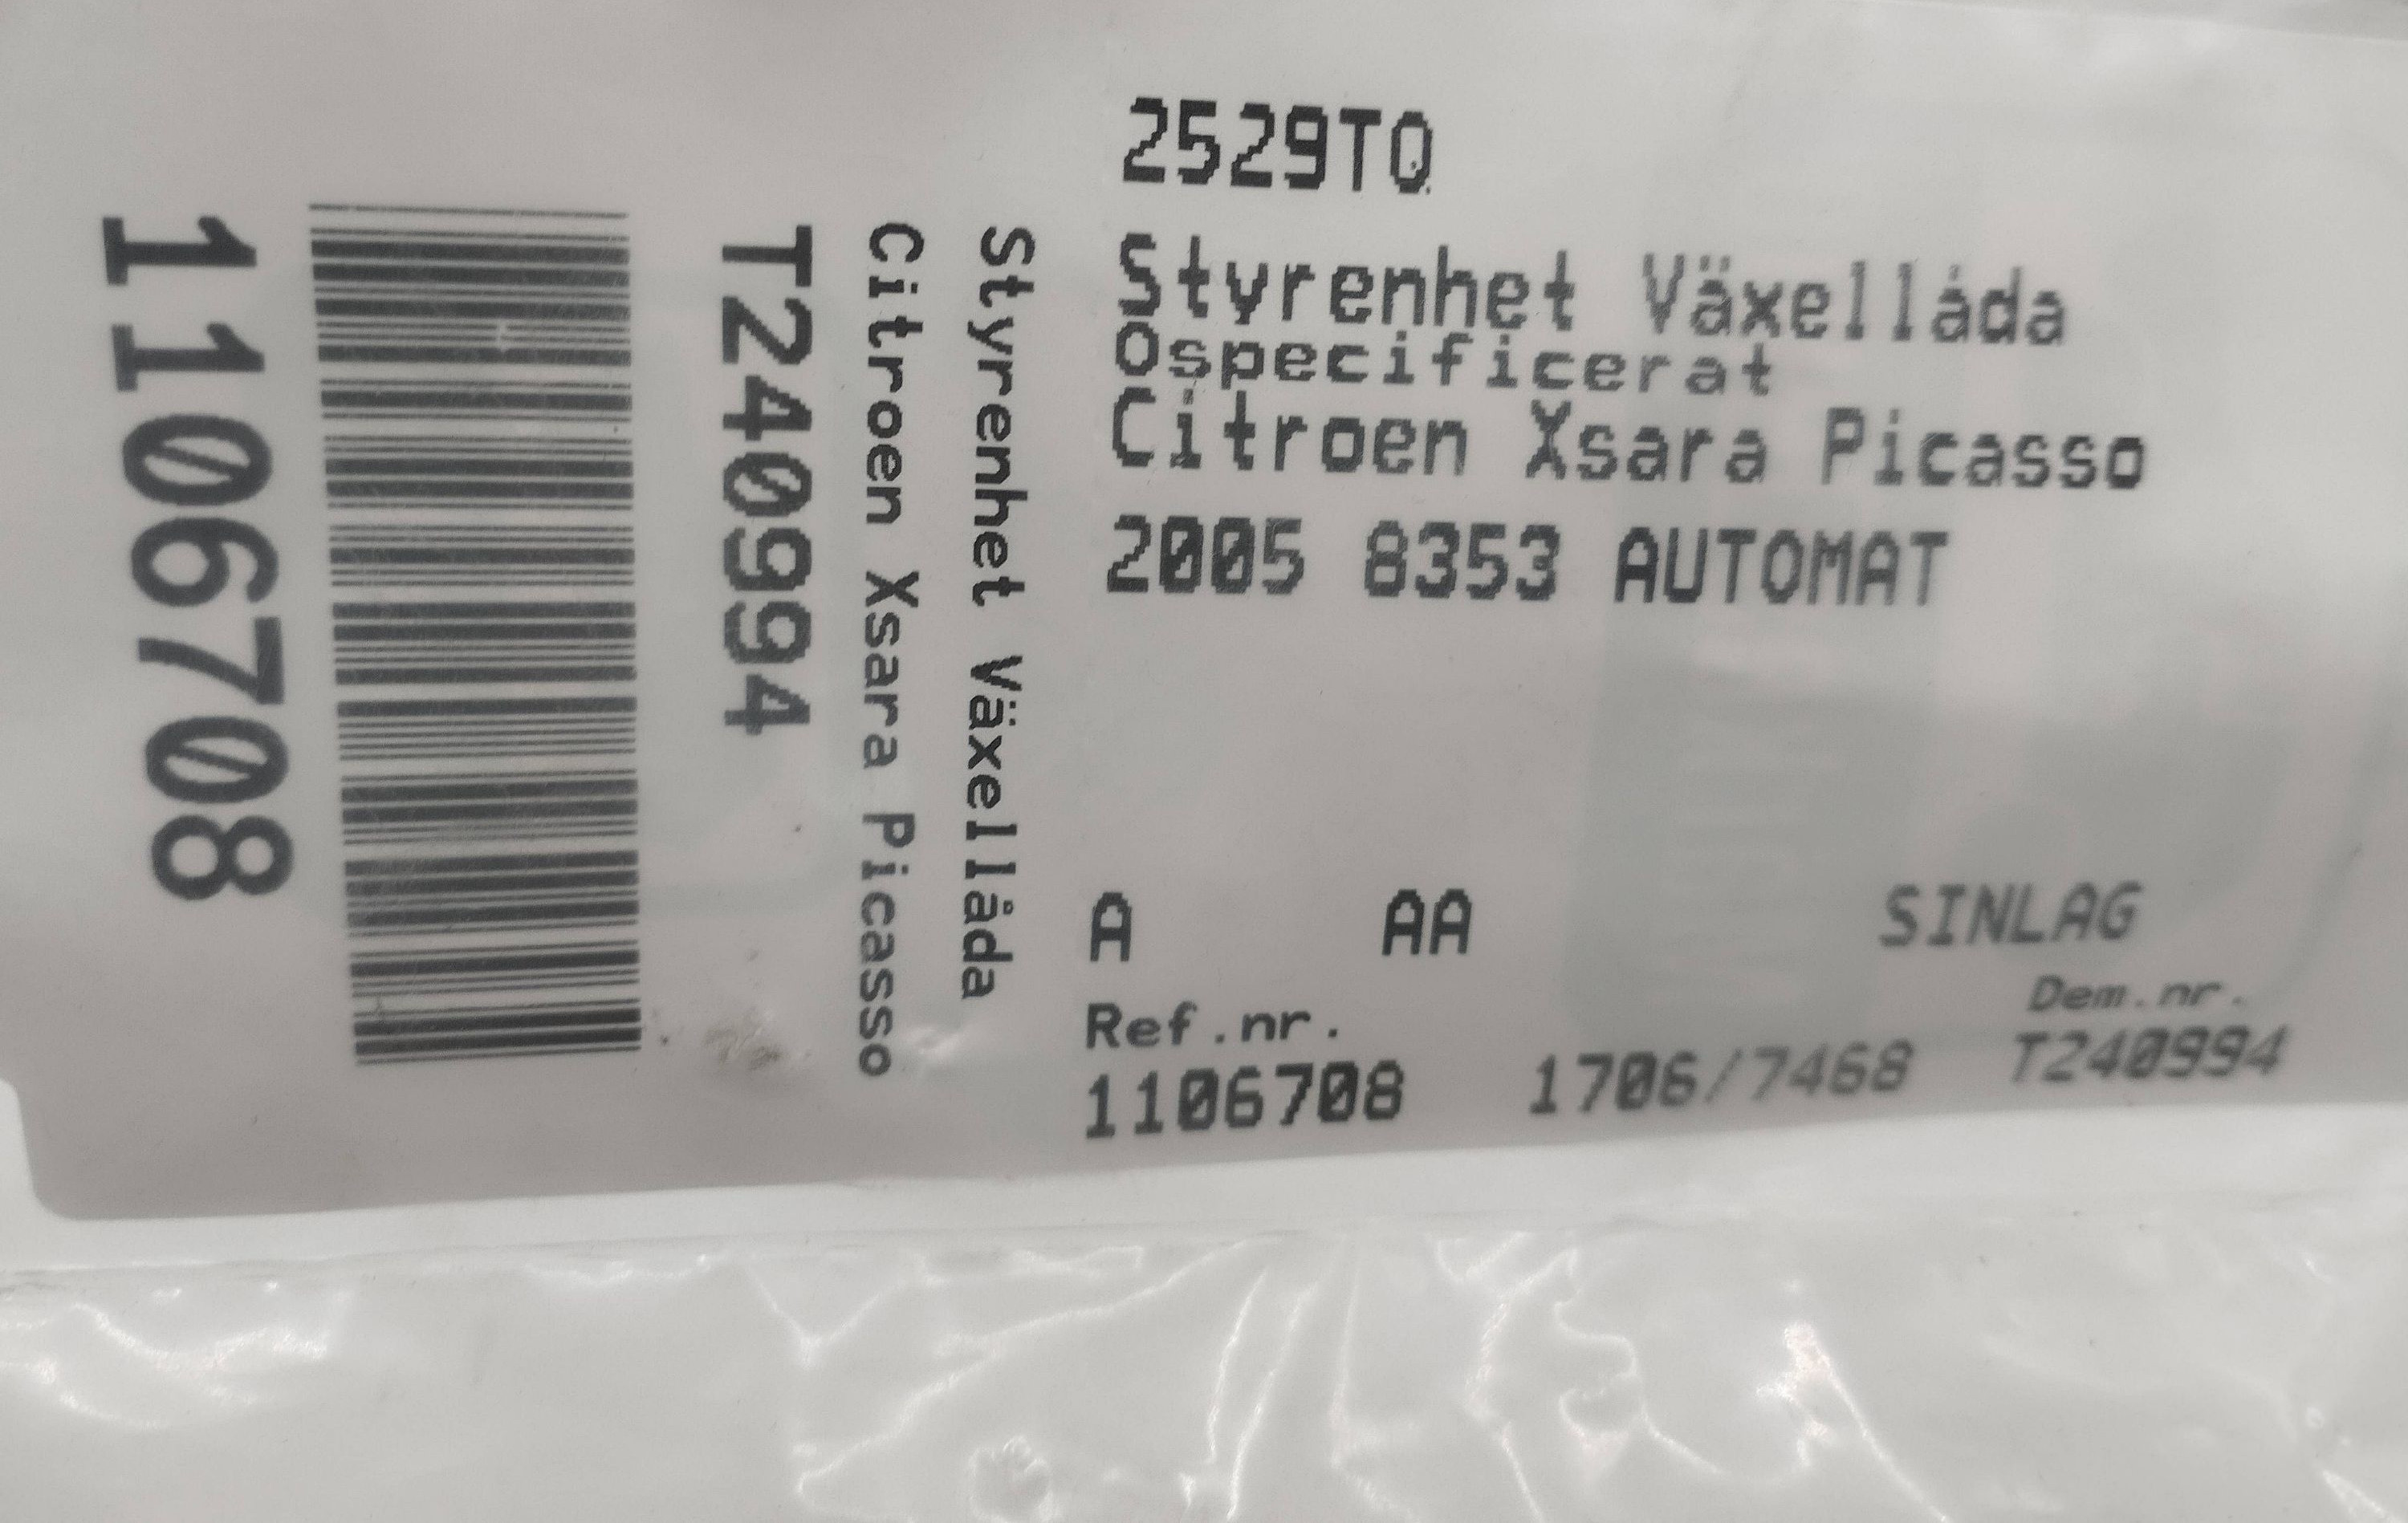 2529TQ
Styrenhet Växellåda
Ospecificerat
Citroen Xsara Picasso
2005 8353 AUTOMAT
A AA SINLAG
Ref.nr. Dem.nr.
1106708 1706/7468 T240994
Styrenhet Växellåda
Citroen Xsara Picasso
T240994
1106708